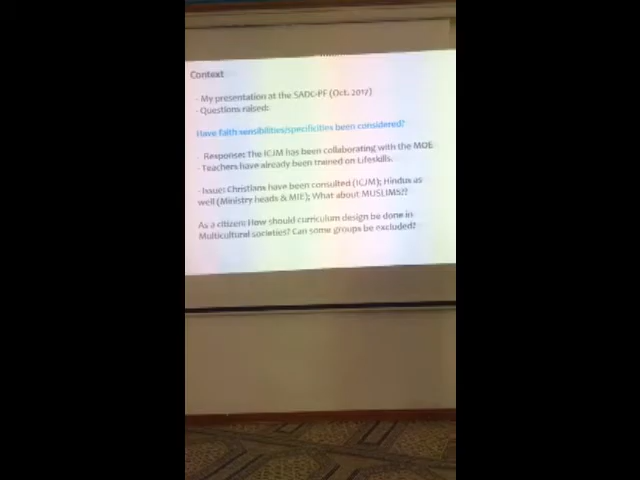 Context
- My presentation at the SADC-PF (Oct. 2017)
- Questions raised:
Have faith sensibilities/specificities been considered?
- Response: The ICJM has been collaborating with the MOE
- Teachers have already been trained on Lifeskills.
- Issue: Christians have been consulted (ICJM); Hindus as
well (Ministry heads & MIE); What about MUSLIMS??
As a citizen: How should curriculum design be done in
Multicultural societies? Can some groups be excluded?